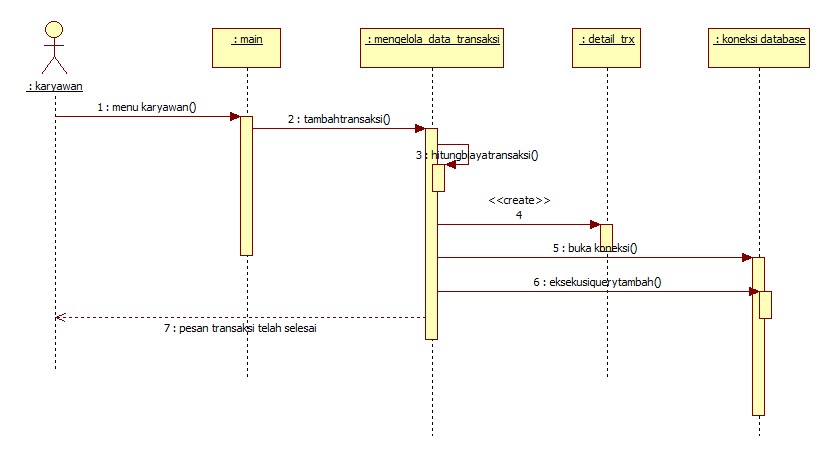 : main
: mengelola_data_transaksi
: detail_trx
: koneksi database
: karyawan
1 : menu karyawan()
2 : tambahtransaksi()
3 : hitungbiayatransaksi()
<<create>>
4
5 : buka koneksi()
6 : eksekusiquerytambah()
7 : pesan transaksi telah selesai